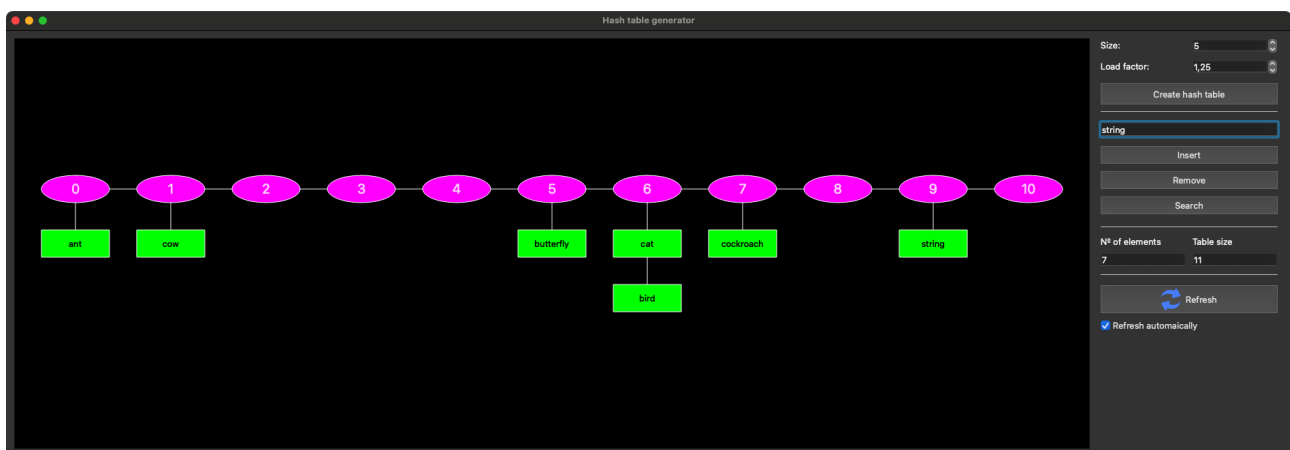 Hash table generator
0 1 2 3 4 5 6 7 8 9 10
ant cow butterfly cat cockroach string
bird
Size: 5
Load factor: 1,25
Create hash table
string
Insert
Remove
Search
Nº of elements Table size
7 11
Refresh
Refresh automaically